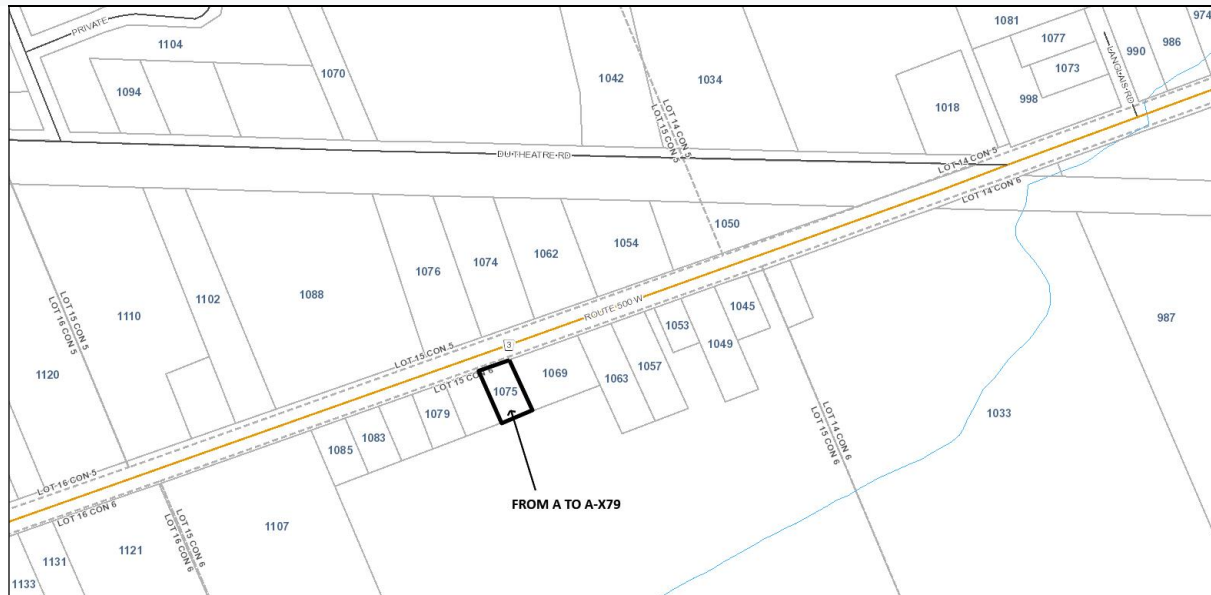 PRIVATE
1104
1094
1070
1042
1034
1081
1077
1073
LANGLAIS RD
990
986
974
998
1018
LOT 14 CON 5
LOT 15 CON 5
DU THEATRE RD
LOT 14 CON 5
LOT 14 CON 6
1050
1054
1062
1074
1076
1088
1102
1110
LOT 15 CON 5
LOT 16 CON 5
1120
ROUTE 500 W
3
LOT 15 CON 5
LOT 15 CON 6
1045
1053
1049
1057
1063
1069
1075
1079
1083
1085
987
1033
LOT 14 CON 6
LOT 15 CON 6
LOT 16 CON 5
LOT 16 CON 6
FROM A TO A-X79
1107
LOT 15 CON 6
LOT 16 CON 6
1121
1131
1133